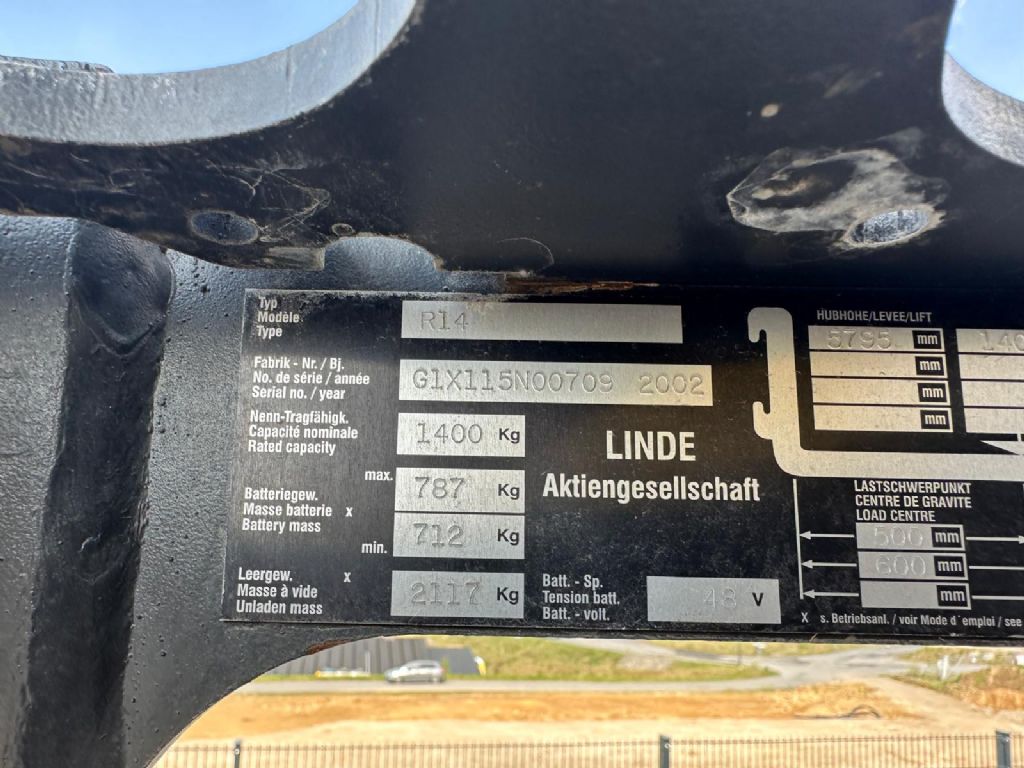 Typ
Modèle
Type
R14
Fabrik - Nr. / Bj.
No. de série / année
Serial no. / year
G1X115N00709 2002
Nenn-Tragfähigk.
Capacité nominale
Rated capacity
1400 Kg
Batteriegew.
Masse batterie x
Battery mass
max.
787 Kg
min.
712 Kg
Leergew. x
Masse à vide
Unladen mass
2117 Kg
LINDE
Aktiengesellschaft
Batt. - Sp.
Tension batt.
Batt. - volt.
48 V
HUBHOHE/LEVEE/LIFT
5795 mm
mm
mm
mm
LASTSCHWERPUNKT
CENTRE DE GRAVITE
LOAD CENTRE
500 mm
600 mm
mm
X s. Betriebsanl. / voir Mode d´emploi / see